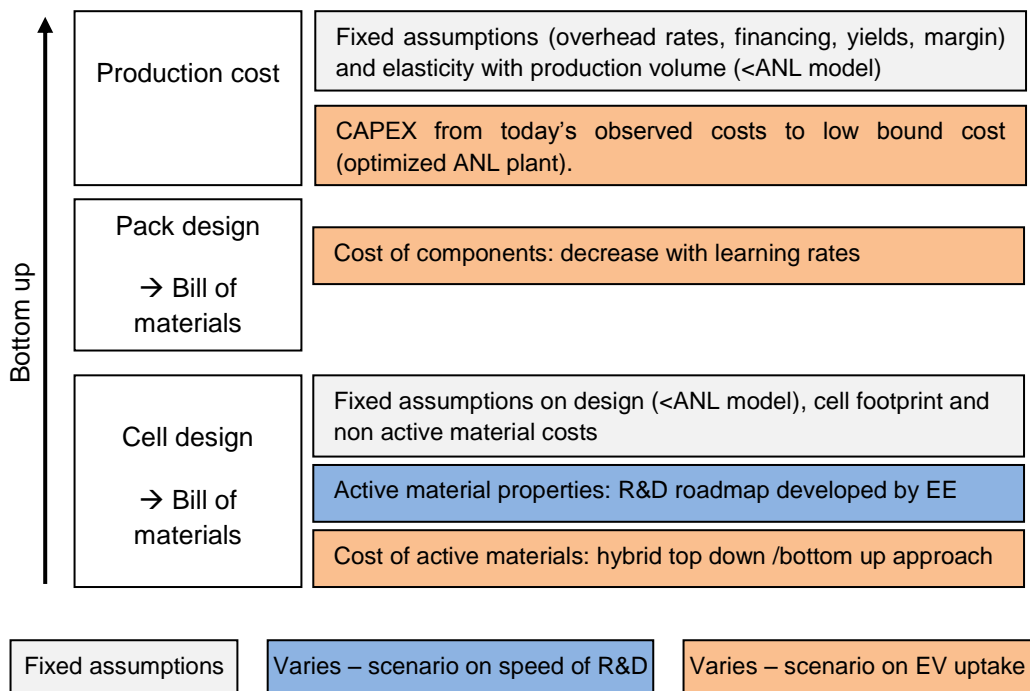 Bottom up
Production cost
Fixed assumptions (overhead rates, financing, yields, margin)
and elasticity with production volume (<ANL model)
CAPEX from today's observed costs to low bound cost
(optimized ANL plant).
Pack design
→ Bill of
materials
Cost of components: decrease with learning rates
Cell design
→ Bill of
materials
Fixed assumptions on design (<ANL model), cell footprint and
non active material costs
Active material properties: R&D roadmap developed by EE
Cost of active materials: hybrid top down /bottom up approach
Fixed assumptions
Varies – scenario on speed of R&D
Varies – scenario on EV uptake